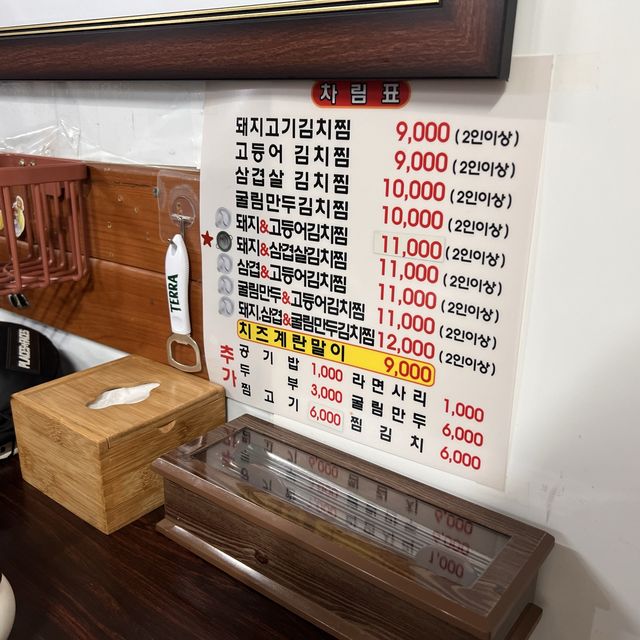 차림표
돼지고기김치찜 9,000 (2인이상)
고등어 김치찜 9,000 (2인이상)
삼겹살 김치찜 10,000 (2인이상)
굴림만두김치찜 10,000 (2인이상)
돼지&고등어김치찜 11,000 (2인이상)
돼지&삼겹살김치찜 11,000 (2인이상)
삼겹&고등어김치찜 11,000 (2인이상)
굴림만두&고등어김치찜 11,000 (2인이상)
돼지,삼겹&굴림만두김치찜 12,000 (2인이상)
치즈계란말이 9,000
추가
공기밥 1,000 라면사리 1,000
두부 3,000 굴림만두 6,000
찜고기 6,000 찜김치 6,000
TERRA